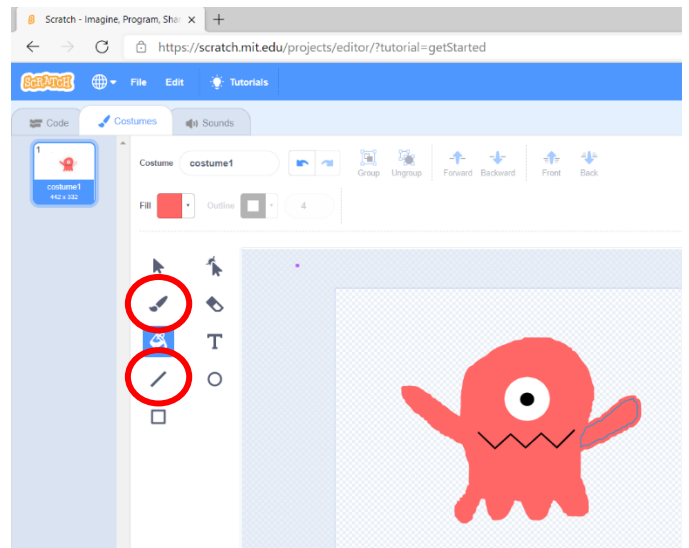 Scratch - Imagine, Program, Shar
https://scratch.mit.edu/projects/editor/?tutorial=getStarted
SCRATCH File Edit Tutorials
Code Costumes Sounds
1
costume1
442 x 332
Costume costume1 Group Ungroup Forward Backward Front Back
Fill Outline 4
T